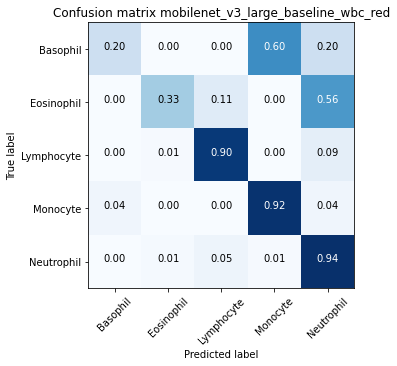 Confusion matrix mobilenet_v3_large_baseline_wbc_red
True label
Basophil 0.20 0.00 0.00 0.60 0.20
Eosinophil 0.00 0.33 0.11 0.00 0.56
Lymphocyte 0.00 0.01 0.90 0.00 0.09
Monocyte 0.04 0.00 0.00 0.92 0.04
Neutrophil 0.00 0.01 0.05 0.01 0.94
Basophil Eosinophil Lymphocyte Monocyte Neutrophil
Predicted label